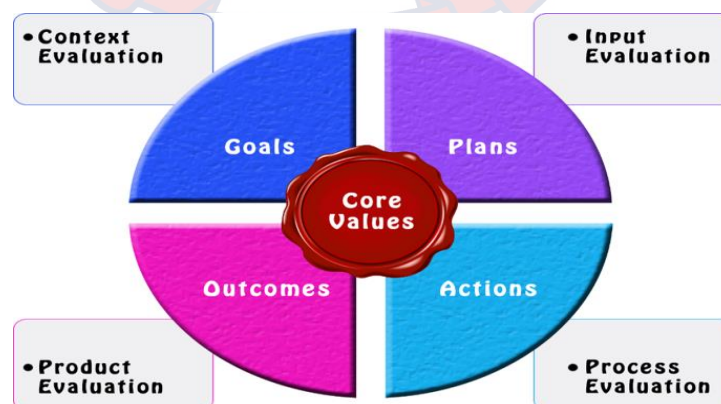 • Context
Evaluation
• Input
Evaluation
Goals
Plans
Core
Values
Outcomes
Actions
• Product
Evaluation
• Process
Evaluation